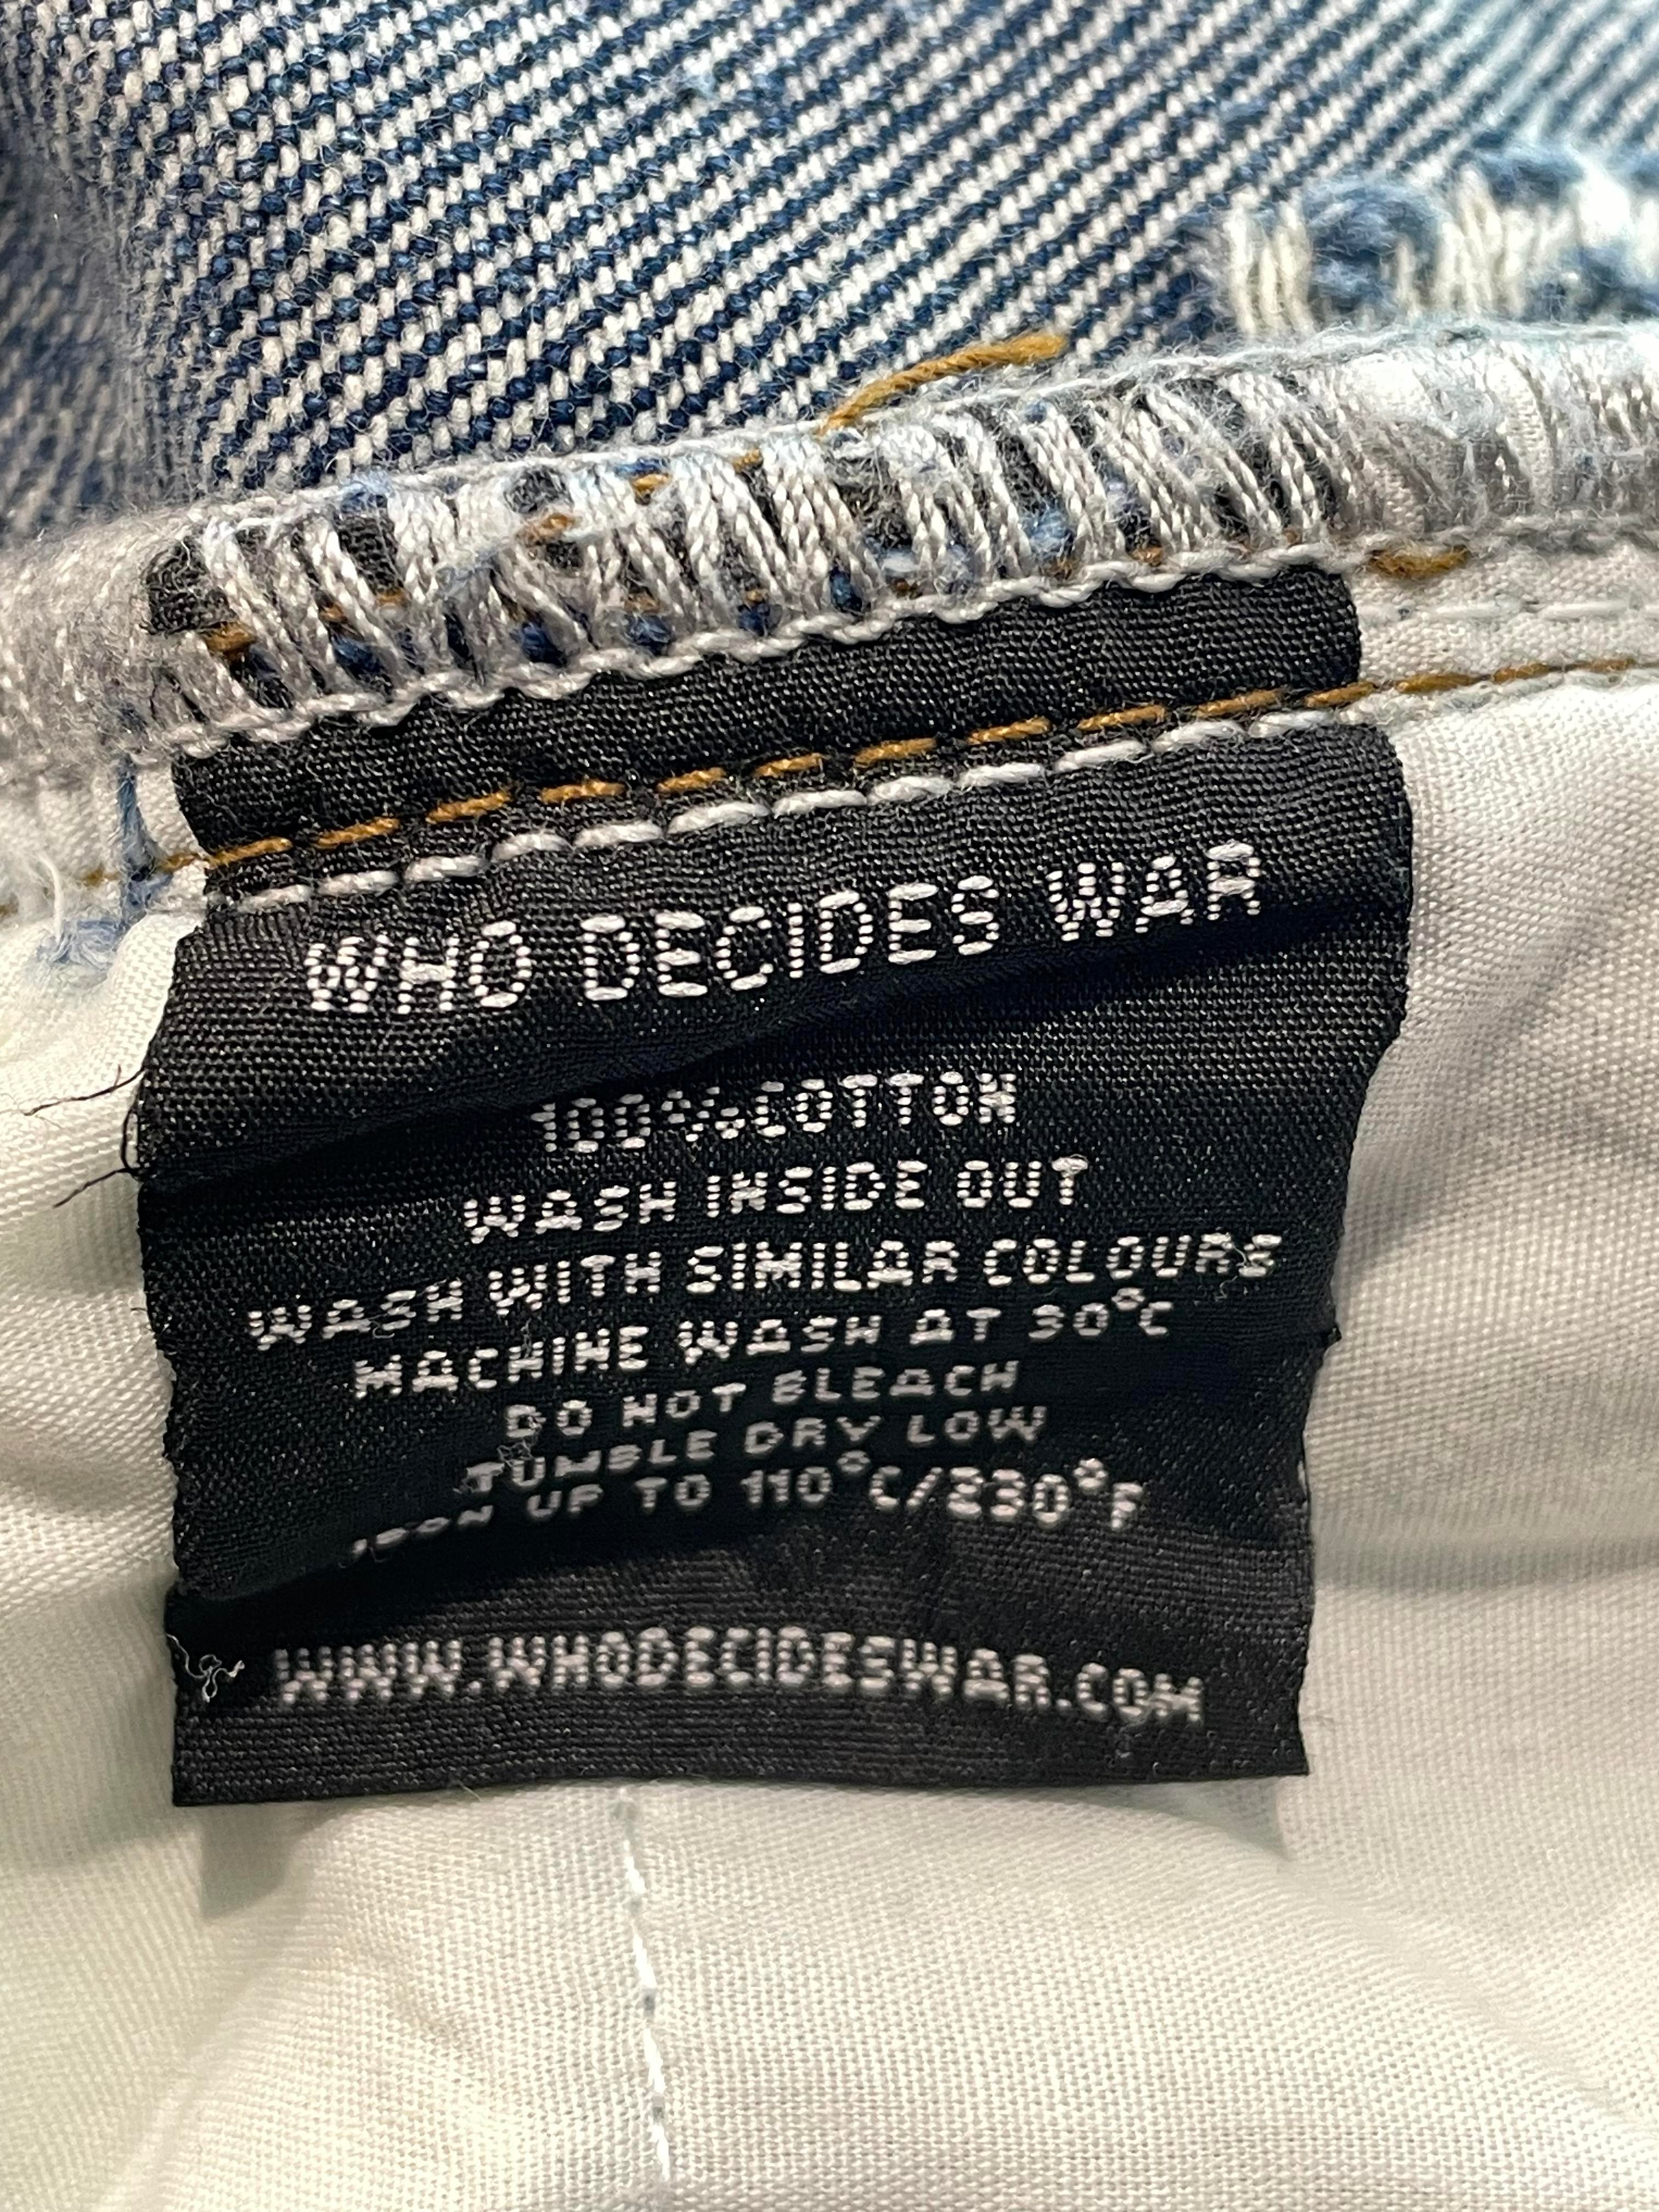 WHO DECIDES WAR
100% COTTON
WASH INSIDE OUT
WASH WITH SIMILAR COLOURS
MACHINE WASH AT 30°C
DO NOT BLEACH
TUMBLE DRY LOW
IRON UP TO 110°C/230°F
WWW.WHODECIDESWAR.COM